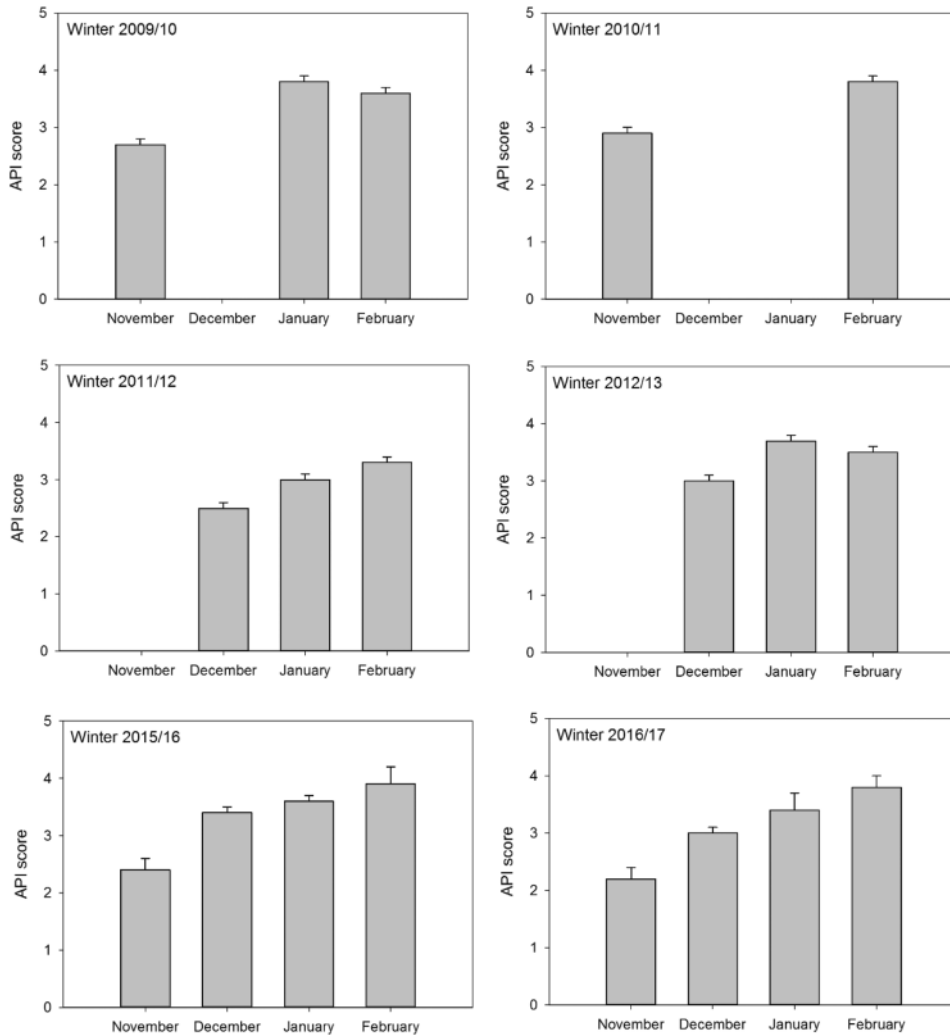 Winter 2009/10
API score
5
4
3
2
1
0
November December January February
Winter 2010/11
API score
5
4
3
2
1
0
November December January February
Winter 2011/12
API score
5
4
3
2
1
0
November December January February
Winter 2012/13
API score
5
4
3
2
1
0
November December January February
Winter 2015/16
API score
5
4
3
2
1
0
November December January February
Winter 2016/17
API score
5
4
3
2
1
0
November December January February